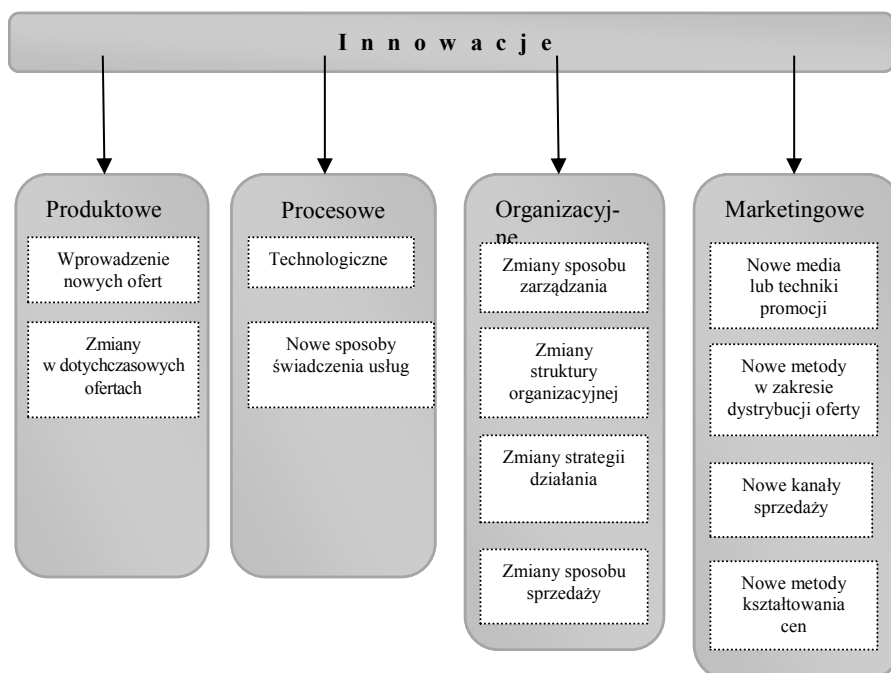 I n n o w a c j e
Produktowe
Wprowadzenie
nowych ofert
Zmiany
w dotychczasowych
ofertach
Procesowe
Technologiczne
Nowe sposoby
świadczenia usług
Organizacyj-
ne
Zmiany sposobu
zarządzania
Zmiany
struktury
organizacyjnej
Zmiany strategii
działania
Zmiany sposobu
sprzedaży
Marketingowe
Nowe media
lub techniki
promocji
Nowe metody
w zakresie
dystrybucji oferty
Nowe kanały
sprzedaży
Nowe metody
kształtowania
cen